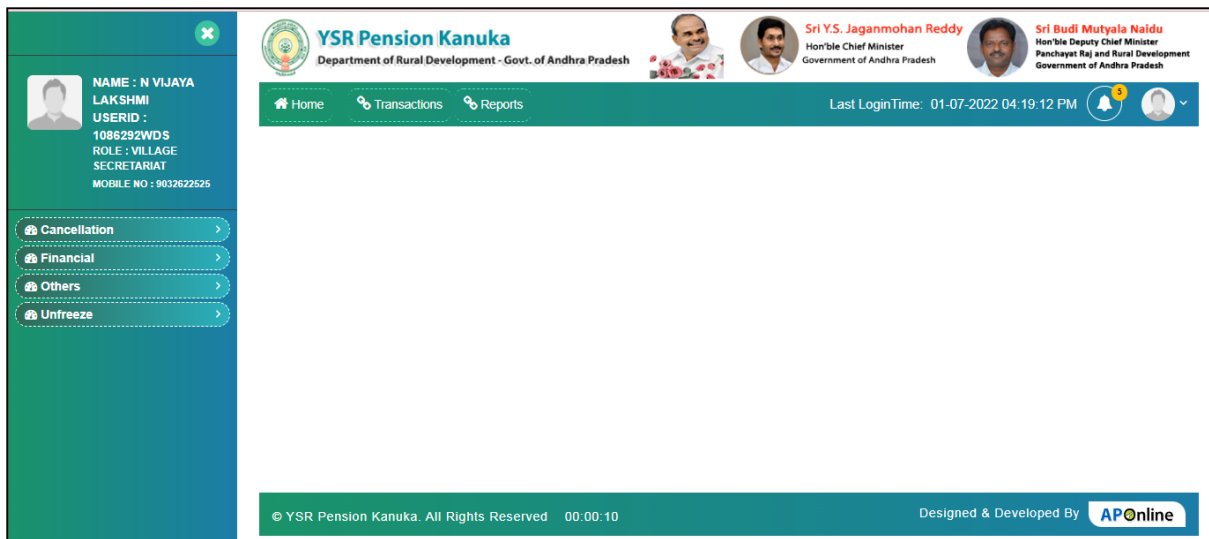 NAME : N VIJAYA
LAKSHMI
USERID :
1086292WDS
ROLE : VILLAGE
SECRETARIAT
MOBILE NO : 9032622525
Cancellation
Financial
Others
Unfreeze
YSR Pension Kanuka
Department of Rural Development - Govt. of Andhra Pradesh
Sri Y.S. Jaganmohan Reddy
Hon'ble Chief Minister
Government of Andhra Pradesh
Sri Budi Mutyala Naidu
Hon'ble Deputy Chief Minister
Panchayat Raj and Rural Development
Government of Andhra Pradesh
Home Transactions Reports Last LoginTime: 01-07-2022 04:19:12 PM 5
© YSR Pension Kanuka. All Rights Reserved 00:00:10 Designed & Developed By APOnline